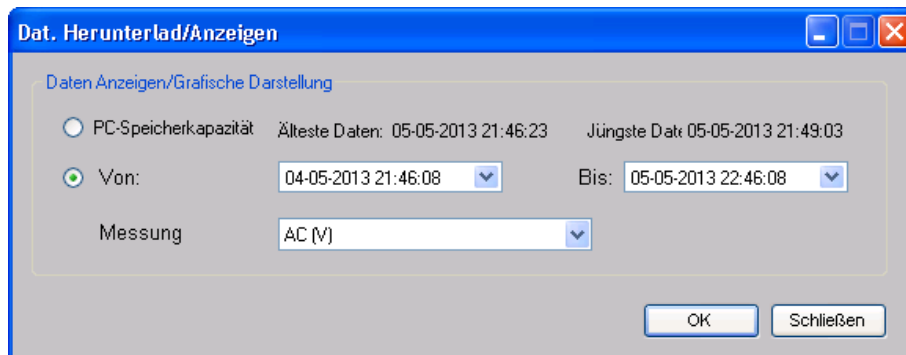 Dat. Herunterlad/Anzeigen
Daten Anzeigen/Grafische Darstellung
PC-Speicherkapazität Älteste Daten: 05-05-2013 21:46:23 Jüngste Date 05-05-2013 21:49:03
Von: 04-05-2013 21:46:08 Bis: 05-05-2013 22:46:08
Messung AC (V)
OK Schließen